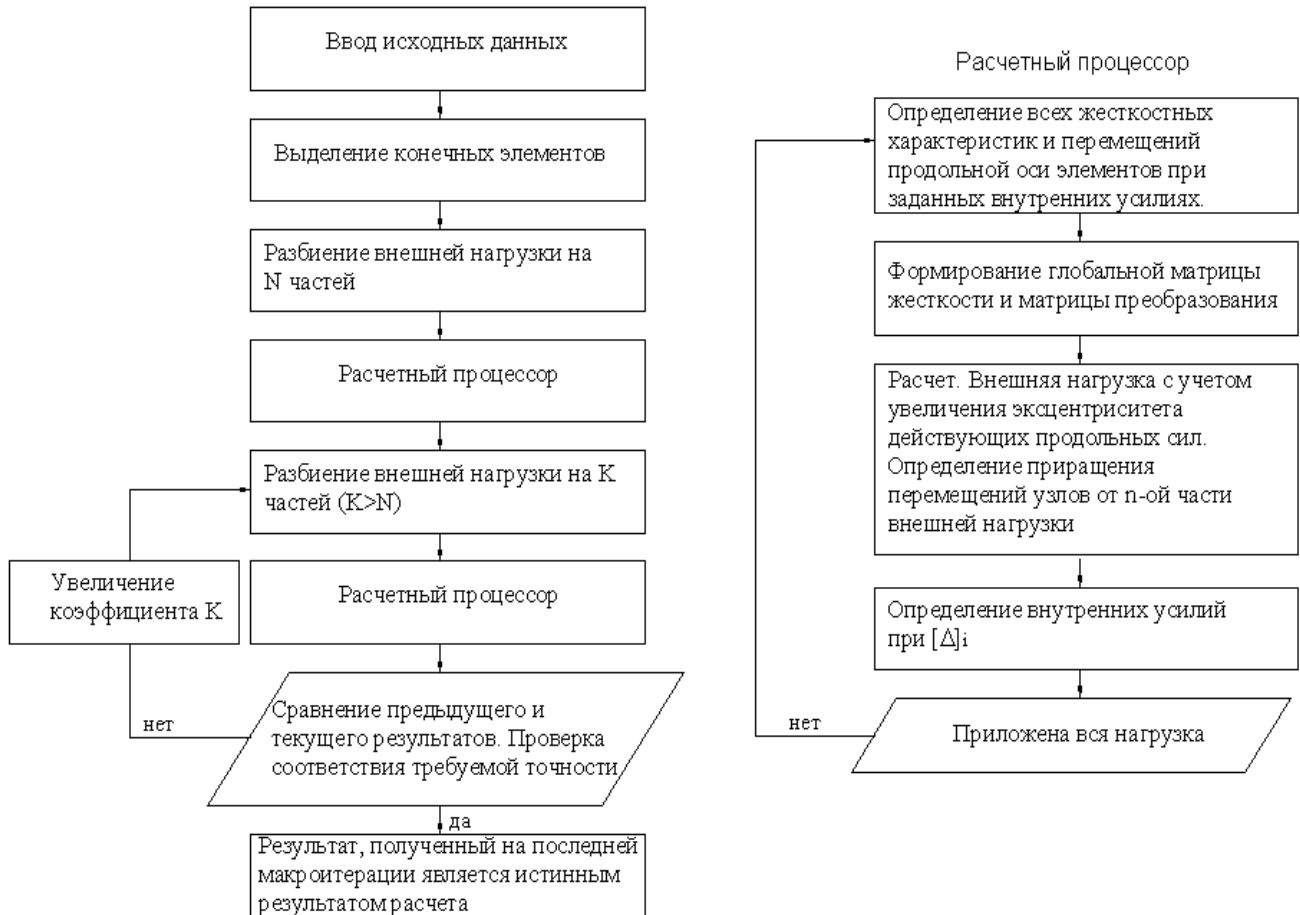 Ввод исходных данных
Выделение конечных элементов
Разбиение внешней нагрузки на
N частей
Расчетный процессор
Разбиение внешней нагрузки на K
частей (K>N)
Увеличение
коэффициента K
Расчетный процессор
нет
Сравнение предыдущего и
текущего результатов. Проверка
соответствия требуемой точности
да
Результат, полученный на последней
макроитерации является истинным
результатом расчета
Расчетный процессор
Определение всех жесткостных
характеристик и перемещений
продольной оси элементов при
заданных внутренних усилиях.
Формирование глобальной матрицы
жесткости и матрицы преобразования
Расчет. Внешняя нагрузка с учетом
увеличения эксцентриситета
действующих продольных сил.
Определение приращения
перемещений узлов от n-ой части
внешней нагрузки
Определение внутренних усилий
при [Δ]i
нет
Приложена вся нагрузка